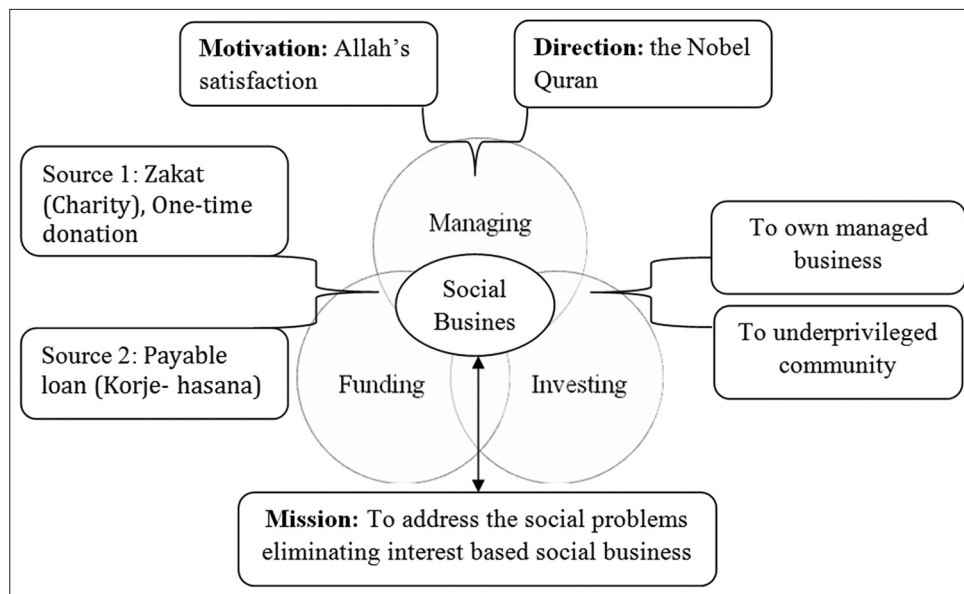 Motivation: Allah's
satisfaction
Direction: the Nobel
Quran
Source 1: Zakat
(Charity), One-time
donation
Managing
To own managed
business
Social
Busines
Source 2: Payable
loan (Korje- hasana)
Funding
Investing
To underprivileged
community
Mission: To address the social problems
eliminating interest based social business